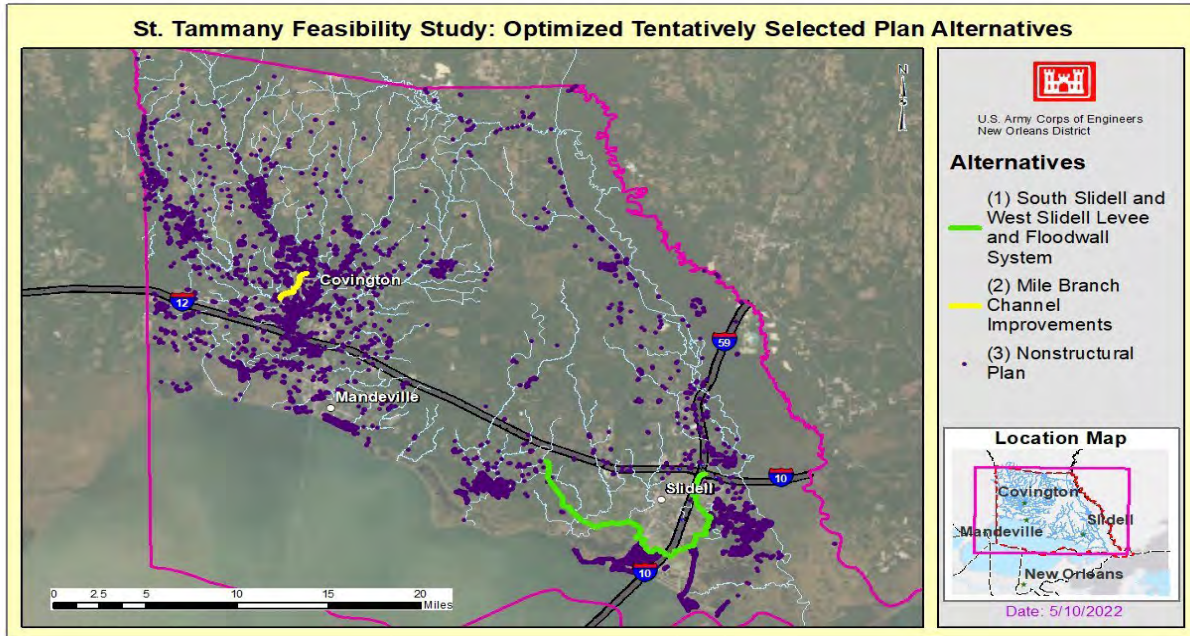 St. Tammany Feasibility Study: Optimized Tentatively Selected Plan Alternatives
N
Covington
12
59
Mandeville
10
Slidell
10
0 2.5 5 10 15 20
Miles
U.S. Army Corps of Engineers
New Orleans District
Alternatives
(1) South Slidell and
West Slidell Levee
and Floodwall
System
(2) Mile Branch
Channel
Improvements
(3) Nonstructural
Plan
Location Map
Covington
Slidell
Mandeville
New Orleans
Date: 5/10/2022